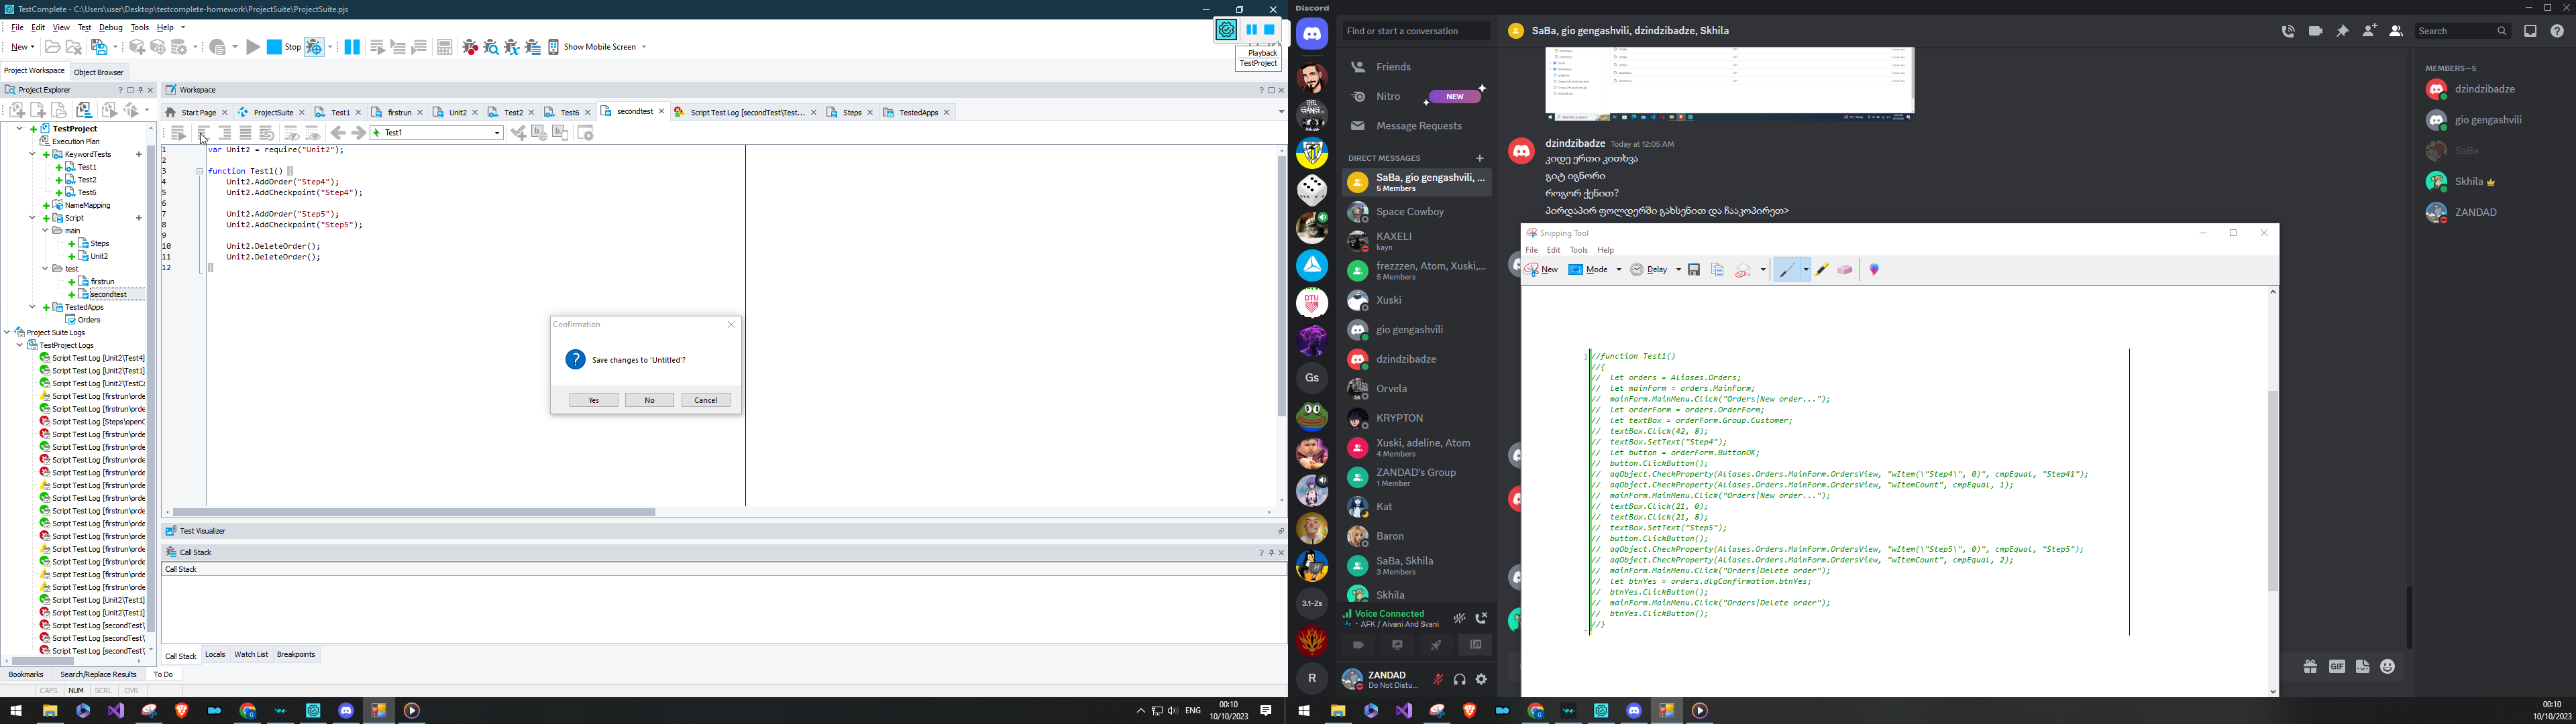 TestComplete - C:\Users\user\Desktop\testcomplete-homework\ProjectSuite\ProjectSuite.pjs
File Edit View Test Debug Tools Help
New
Stop
Show Mobile Screen
Playback
TestProject
Project Workspace
Object Browser
Project Explorer
TestProject
Execution Plan
KeywordTests
Test1
Test2
Test6
NameMapping
Script
main
Steps
Unit2
test
firstrun
secondtest
TestedApps
Orders
Project Suite Logs
TestProject Logs
Script Test Log [Unit2\Test4]
Script Test Log [Unit2\Test1]
Script Test Log [Unit2\TestC
Script Test Log [firstrun\orde
Script Test Log [firstrun\orde
Script Test Log [Steps\openC
Script Test Log [firstrun\orde
Script Test Log [firstrun\orde
Script Test Log [firstrun\orde
Script Test Log [firstrun\orde
Script Test Log [firstrun\orde
Script Test Log [firstrun\orde
Script Test Log [firstrun\orde
Script Test Log [firstrun\orde
Script Test Log [firstrun\orde
Script Test Log [firstrun\orde
Script Test Log [firstrun\orde
Script Test Log [firstrun\orde
Script Test Log [firstrun\orde
Script Test Log [Unit2\Test1]
Script Test Log [Unit2\Test1]
Script Test Log [secondTest\
Script Test Log [secondTest\
Script Test Log [secondTest\
Bookmarks Search/Replace Results To Do
CAPS NUM SCRL OVR
Workspace
Start Page ProjectSuite Test1 firstrun Unit2 Test2 Test6 secondtest Script Test Log [secondTest\Test... Steps TestedApps
Test1
1 var Unit2 = require("Unit2");
2
3 function Test1() {
4 Unit2.AddOrder("Step4");
5 Unit2.AddCheckpoint("Step4");
6
7 Unit2.AddOrder("Step5");
8 Unit2.AddCheckpoint("Step5");
9
10 Unit2.DeleteOrder();
11 Unit2.DeleteOrder();
12 }
Confirmation
Save changes to 'Untitled'?
Yes No Cancel
Test Visualizer
Call Stack
Call Stack
Call Stack Locals Watch List Breakpoints
ENG
00:10
10/10/2023
Discord
Find or start a conversation
Friends
Nitro
NEW
Message Requests
DIRECT MESSAGES
SaBa, gio gengashvili, ...
5 Members
Space Cowboy
KAXELI
kayn
frezzzen, Atom, Xuski,...
5 Members
Xuski
gio gengashvili
dzindzibadze
Orvela
KRYPTON
Xuski, adeline, Atom
4 Members
ZANDAD's Group
1 Member
Kat
Baron
SaBa, Skhila
3 Members
Skhila
Voice Connected
AFK / Aivani And Svani
ZANDAD
Do Not Distu...
THE GANG
DTU
Gs
3.1-Zs
R
SaBa, gio gengashvili, dzindzibadze, Skhila
Search
dzindzibadze Today at 12:05 AM
კიდე ერთი კითხვა
გიტ იგნორი
როგორ ქენით?
პირდაპირ ფოლდერში გახსენით და ჩააკოპირეთ>
MEMBERS—5
dzindzibadze
gio gengashvili
SaBa
Skhila
ZANDAD
GIF
Snipping Tool
File Edit Tools Help
New Mode Delay
3 //function Test1()
//{
// let orders = Aliases.Orders;
// let mainForm = orders.MainForm;
// mainForm.MainMenu.Click("Orders|New order...");
// let orderForm = orders.OrderForm;
// let textBox = orderForm.Group.Customer;
// textBox.Click(42, 8);
// textBox.SetText("Step4");
// let button = orderForm.ButtonOK;
// button.ClickButton();
// aqObject.CheckProperty(Aliases.Orders.MainForm.OrdersView, "wItem(\"Step4\", 0)", cmpEqual, "Step41");
// aqObject.CheckProperty(Aliases.Orders.MainForm.OrdersView, "wItemCount", cmpEqual, 1);
// mainForm.MainMenu.Click("Orders|New order...");
// textBox.Click(21, 0);
// textBox.Click(21, 8);
// textBox.SetText("Step5");
// button.ClickButton();
// aqObject.CheckProperty(Aliases.Orders.MainForm.OrdersView, "wItem(\"Step5\", 0)", cmpEqual, "Step5");
// aqObject.CheckProperty(Aliases.Orders.MainForm.OrdersView, "wItemCount", cmpEqual, 2);
// mainForm.MainMenu.Click("Orders|Delete order");
// let btnYes = orders.dlgConfirmation.btnYes;
// btnYes.ClickButton();
// mainForm.MainMenu.Click("Orders|Delete order");
// btnYes.ClickButton();
//}
00:10
10/10/2023